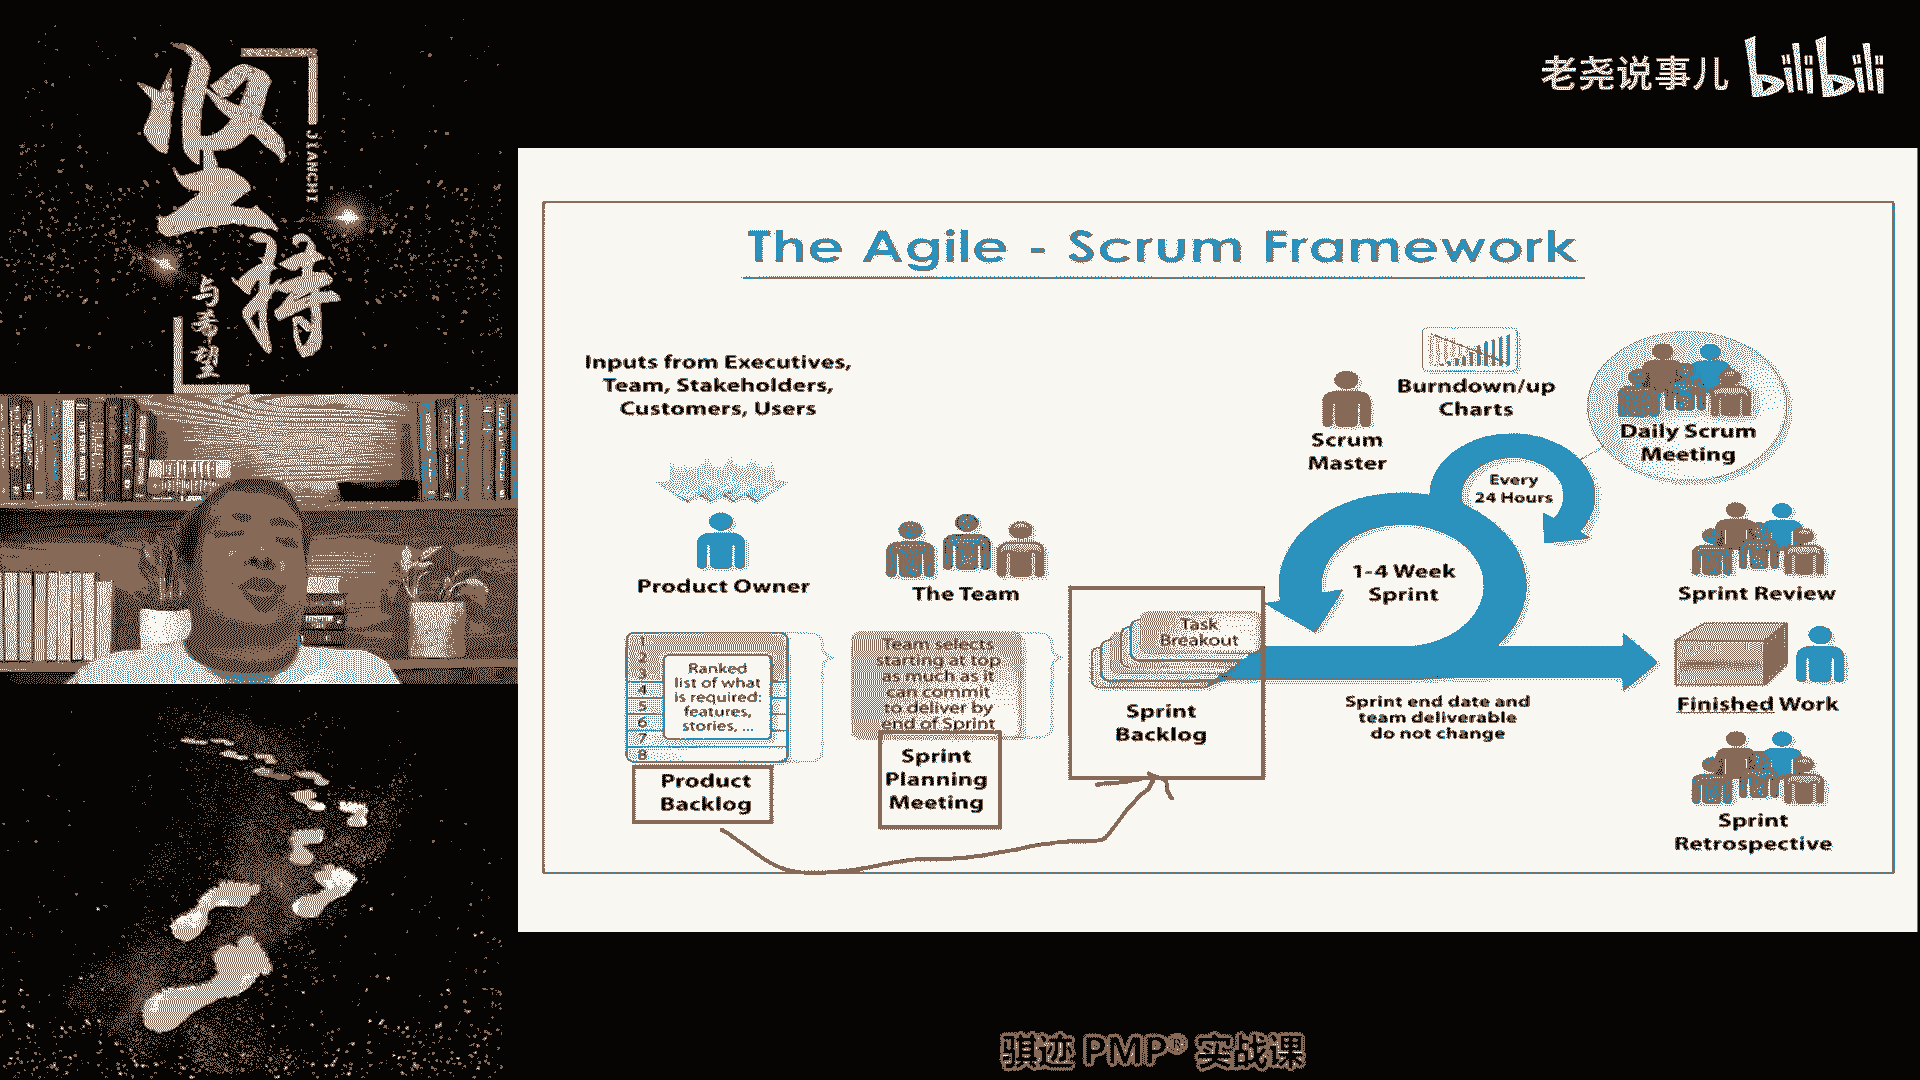 坚持
JIANCHI
与希望
老尧说事儿 bilibili
The Agile - Scrum Framework
Inputs from Executives,
Team, Stakeholders,
Customers, Users
Product Owner
The Team
1
2
3
4
5
6
7
8
Ranked
list of what
is required:
features,
stories, ...
Product
Backlog
Team selects
starting at top
as much as it
can commit
to deliver by
end of Sprint
Sprint
Planning
Meeting
Task
Breakout
Sprint
Backlog
Scrum
Master
Burndown/up
Charts
Every
24 Hours
1-4 Week
Sprint
Sprint end date and
team deliverable
do not change
Daily Scrum
Meeting
Sprint Review
Finished Work
Sprint
Retrospective
骐迹 PMP® 实战课